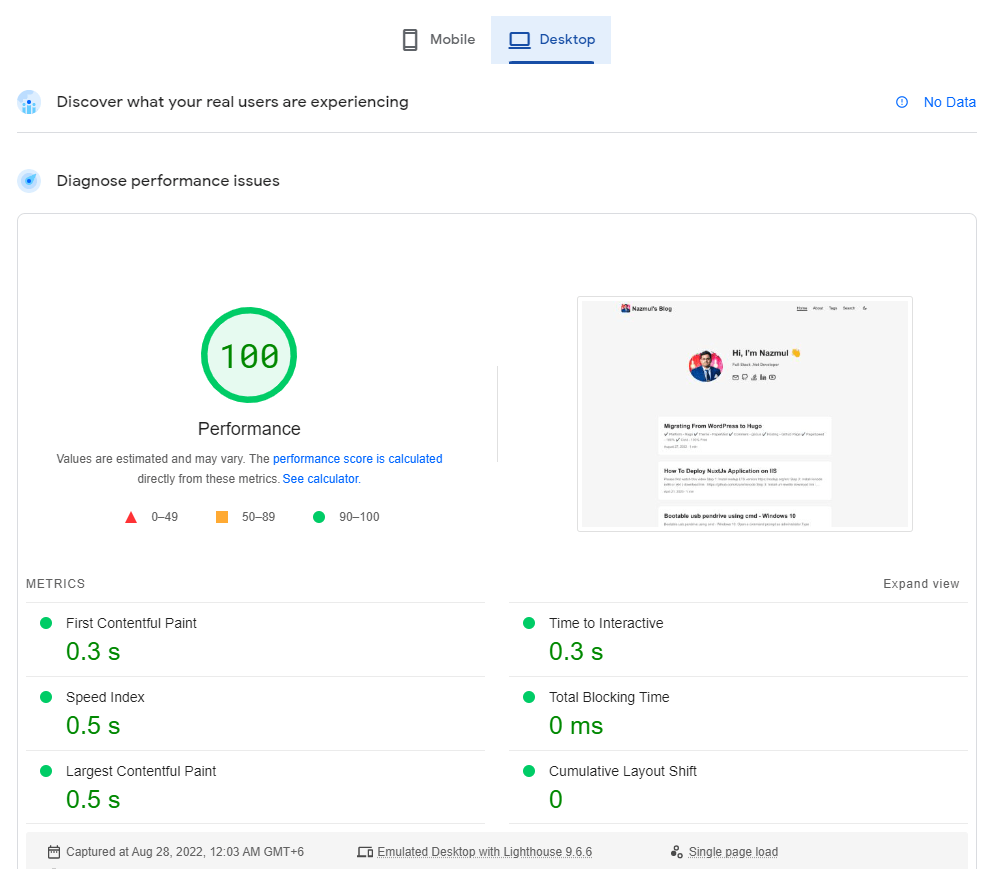 Mobile
Desktop
Discover what your real users are experiencing
No Data
Diagnose performance issues
100
Performance
Values are estimated and may vary. The performance score is calculated
directly from these metrics. See calculator.
0–49
50–89
90–100
Nazmul's Blog
Home About Tags Search
Hi, I'm Nazmul 👋
Full Stack .Net Developer
Migrating From WordPress to Hugo
August 27, 2022 · 1 min
How To Deploy NuxtJs Application on IIS
Bootable usb pendrive using cmd - Windows 10
METRICS
Expand view
First Contentful Paint
0.3 s
Time to Interactive
0.3 s
Speed Index
0.5 s
Total Blocking Time
0 ms
Largest Contentful Paint
0.5 s
Cumulative Layout Shift
0
Captured at Aug 28, 2022, 12:03 AM GMT+6
Emulated Desktop with Lighthouse 9.6.6
Single page load